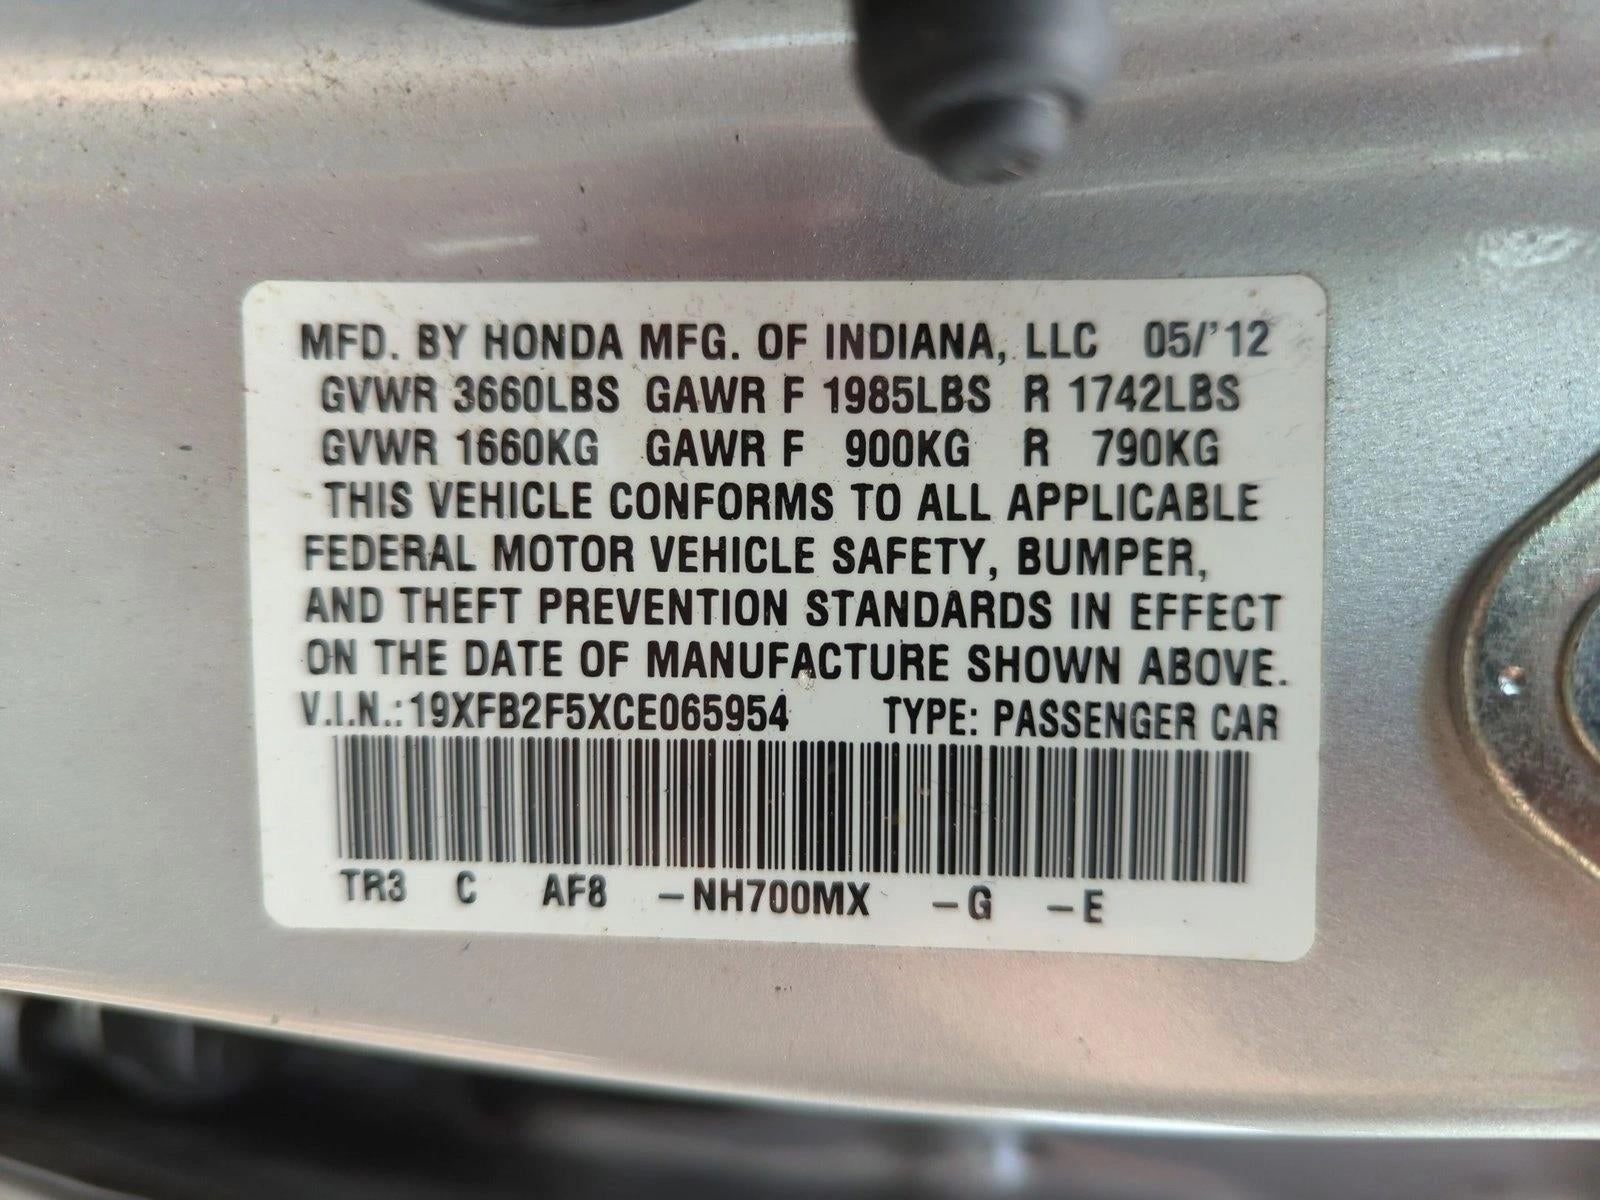 MFD. BY HONDA MFG. OF INDIANA, LLC 05/'12
GVWR 3660LBS GAWR F 1985LBS R 1742LBS
GVWR 1660KG GAWR F 900KG R 790KG
THIS VEHICLE CONFORMS TO ALL APPLICABLE
FEDERAL MOTOR VEHICLE SAFETY, BUMPER,
AND THEFT PREVENTION STANDARDS IN EFFECT
ON THE DATE OF MANUFACTURE SHOWN ABOVE.
V.I.N.:19XFB2F5XCE065954 TYPE: PASSENGER CAR
TR3 C AF8 -NH700MX -G -E